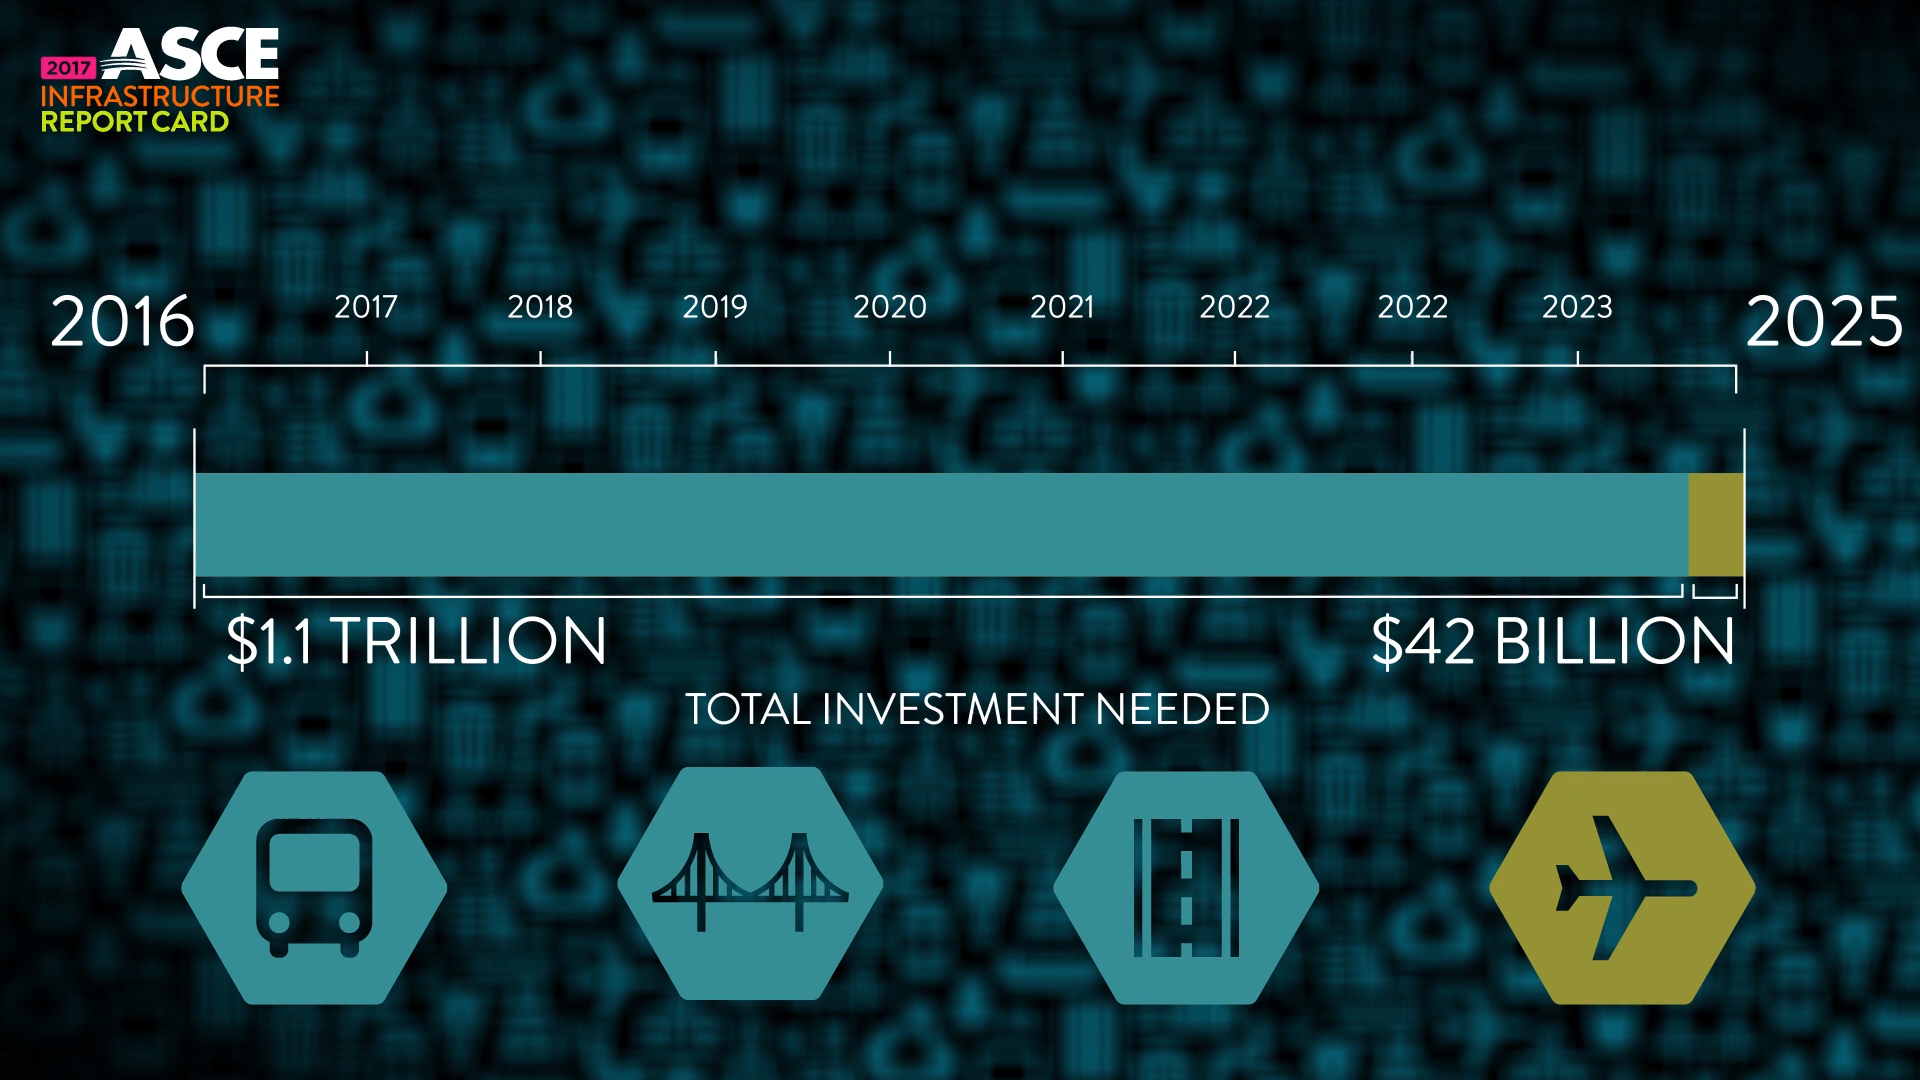 2017 ASCE
INFRASTRUCTURE
REPORT CARD
2016 2017 2018 2019 2020 2021 2022 2022 2023 2025
$1.1 TRILLION $42 BILLION
TOTAL INVESTMENT NEEDED